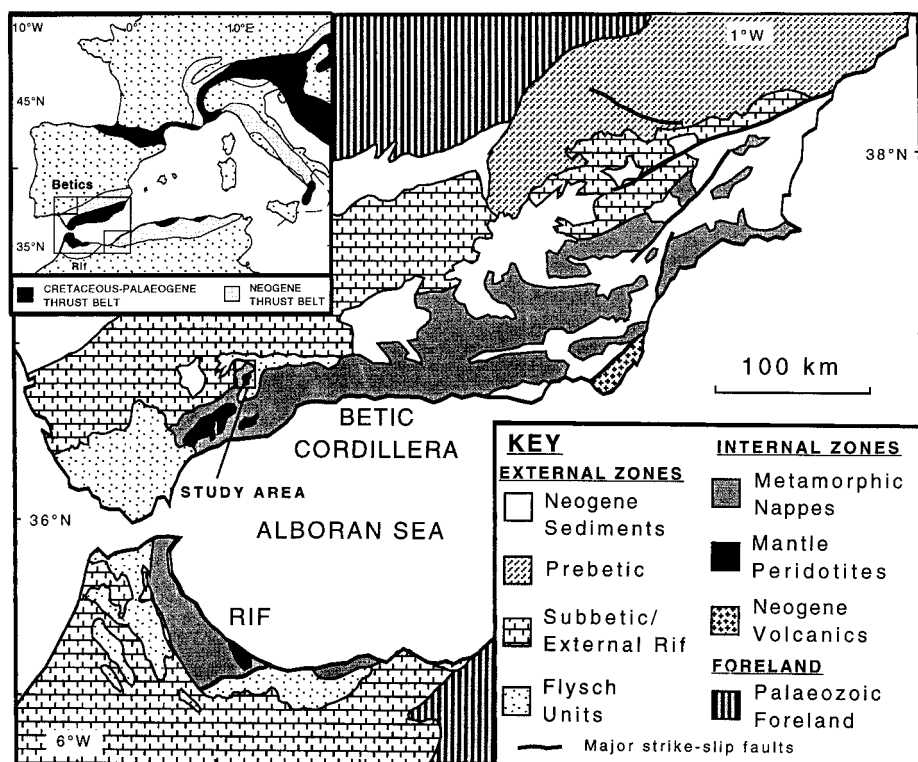 10°W
0°
10°E
45°N
Betics
35°N
Rif
CRETACEOUS-PALAEOGENE
THRUST BELT
NEOGENE
THRUST BELT
1°W
38°N
100 km
BETIC
CORDILLERA
STUDY AREA
36°N
ALBORAN SEA
RIF
6°W
KEY
EXTERNAL ZONES
Neogene
Sediments
Prebetic
Subbetic/
External Rif
Flysch
Units
INTERNAL ZONES
Metamorphic
Nappes
Mantle
Peridotites
Neogene
Volcanics
FORELAND
Palaeozoic
Foreland
Major strike-slip faults